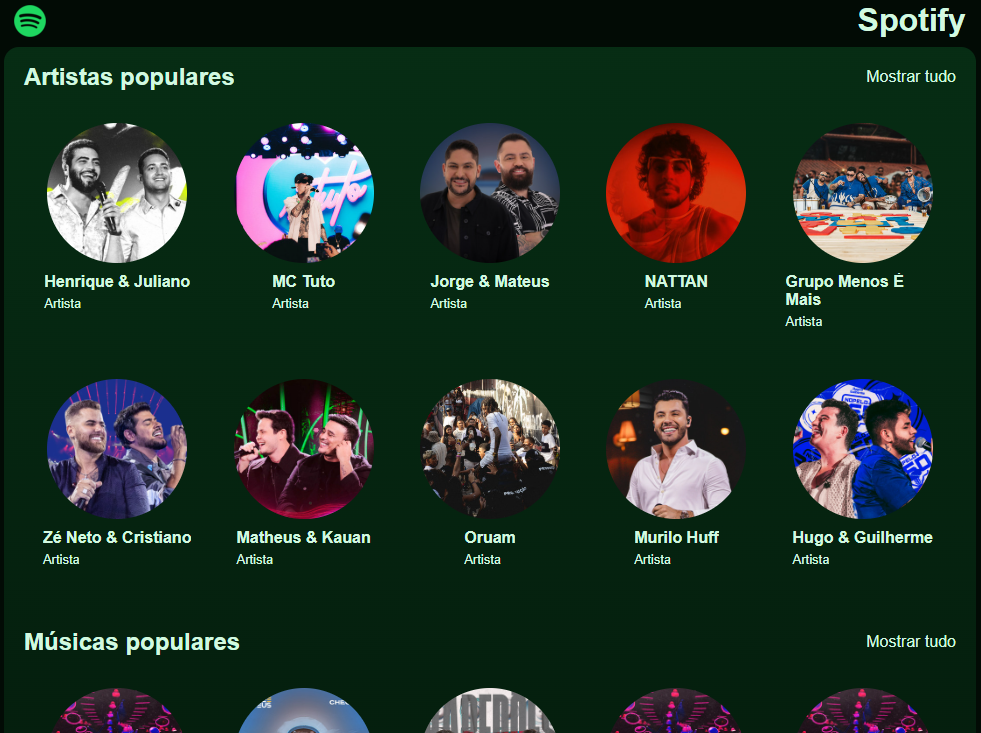 Spotify
Artistas populares
Mostrar tudo
Henrique & Juliano
Artista
MC Tuto
Artista
Jorge & Mateus
Artista
NATTAN
Artista
Grupo Menos É
Mais
Artista
Zé Neto & Cristiano
Artista
Matheus & Kauan
Artista
Oruam
Artista
Murilo Huff
Artista
Hugo & Guilherme
Artista
Músicas populares
Mostrar tudo